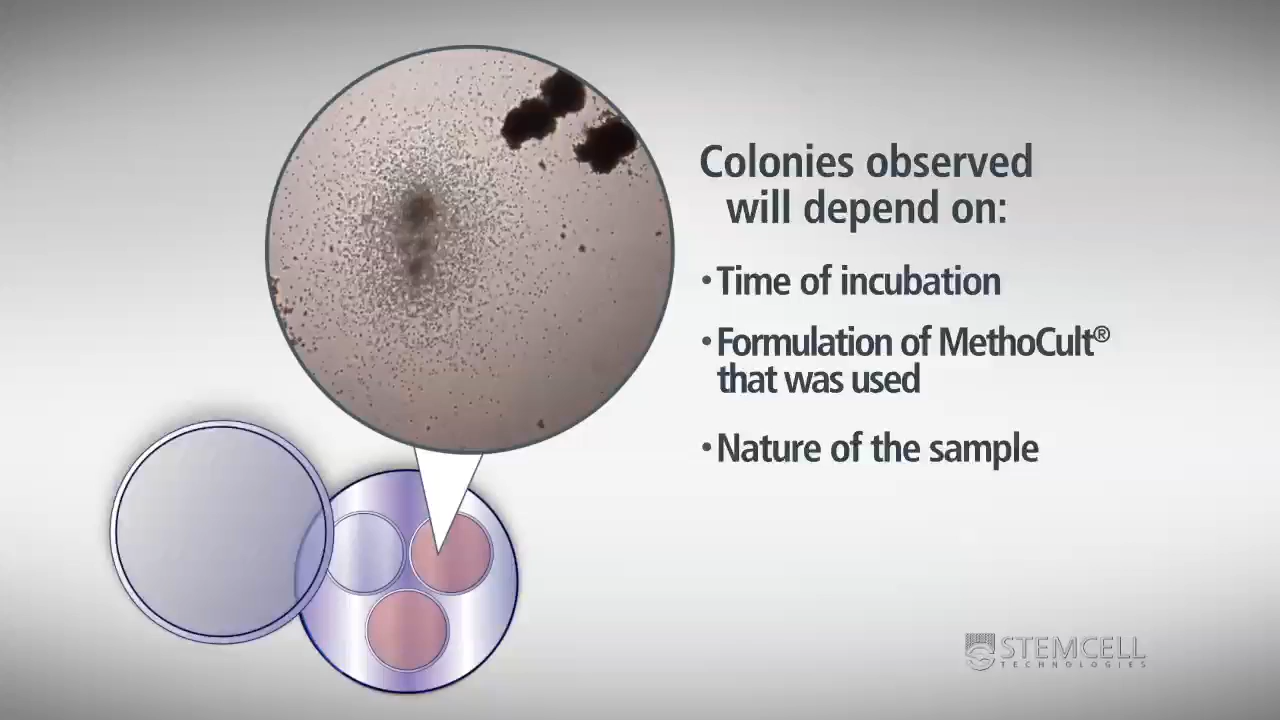 Colonies observed
will depend on:
•Time of incubation
•Formulation of MethoCult®
that was used
•Nature of the sample
STEMCELL
TECHNOLOGIES